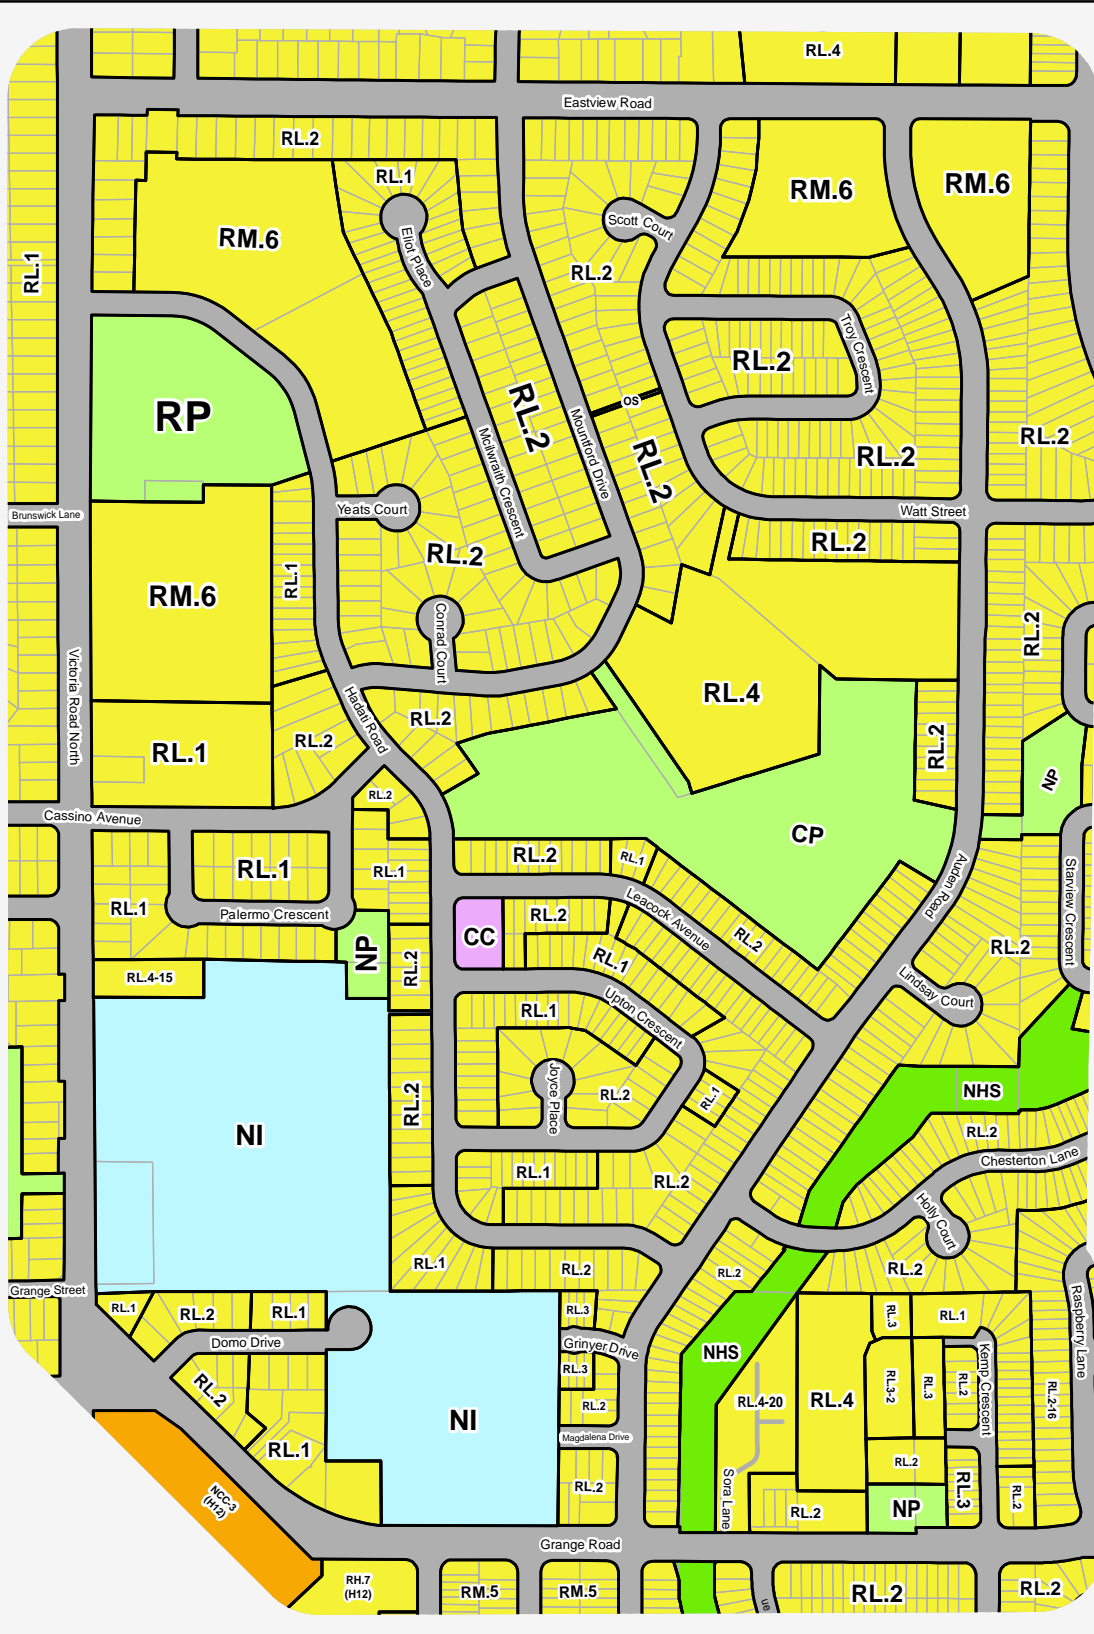 RL.4
Eastview Road
RL.2
RL.1
RM.6
RM.6
RM.6
Scott Court
Eliot Place
RL.2
RL.1
Troy Crescent
RL.2
OS
RP
RL.2
Mountford Drive
McIlwraith Crescent
RL.2
RL.2
RL.2
Brunswick Lane
Yeats Court
Watt Street
RL.2
RL.2
RM.6
RL.1
Conrad Court
RL.2
Victoria Road North
RL.4
Hadati Road
RL.2
RL.2
RL.1
RL.2
NP
Cassino Avenue
RL.2
CP
RL.2
RL.1
RL.1
RL.1
Auden Road
Starview Crescent
RL.1
Palermo Crescent
RL.2
Leacock Avenue
CC
RL.2
RL.2
NP
RL.2
RL.1
RL.4-15
Lindsay Court
RL.1
Upton Crescent
Joyce Place
RL.2
RL.1
RL.2
NHS
NI
RL.2
Chesterton Lane
RL.1
RL.2
Holly Court
RL.1
RL.2
RL.2
RL.2
Grange Street
RL.1
RL.2
RL.1
RL.3
RL.3
RL.1
Raspberry Lane
Domo Drive
Grinyer Drive
NHS
Kemp Crescent
RL.3
RL.2
RL.3-2
RL.3
RL.2
RL.2-16
RL.4-20
RL.4
RL.2
NI
RL.1
Magdalena Drive
RL.2
RL.2
Sora Lane
RL.3
RL.2
NCC-3
(H12)
RL.2
NP
Grange Road
RH.7
(H12)
RM.5
RM.5
ue
RL.2
RL.2